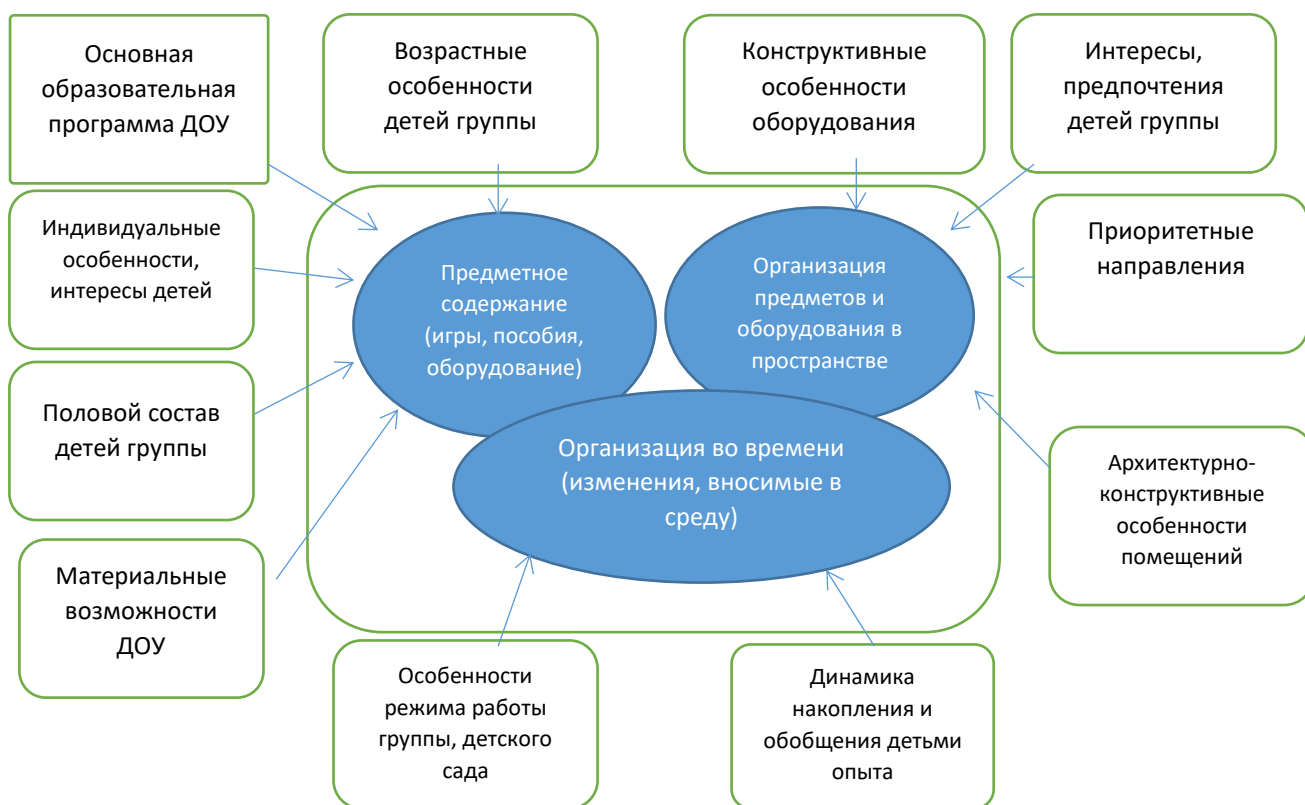 Основная
образовательная
программа ДОУ
Возрастные
особенности
детей группы
Конструктивные
особенности
оборудования
Интересы,
предпочтения
детей группы
Индивидуальные
особенности,
интересы детей
Предметное
содержание
(игры, пособия,
оборудование)
Организация
предметов и
оборудования в
пространстве
Приоритетные
направления
Половой состав
детей группы
Организация во времени
(изменения, вносимые в
среду)
Архитектурно-
конструктивные
особенности
помещений
Материальные
возможности
ДОУ
Особенности
режима работы
группы, детского
сада
Динамика
накопления и
обобщения детьми
опыта